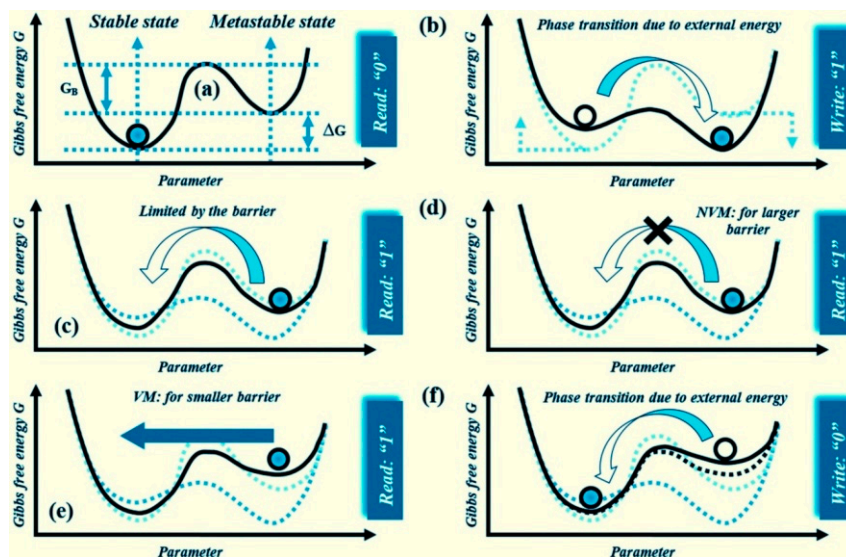 Stable state
Metastable state
Gibbs free energy G
G_B
(a)
ΔG
Parameter
Read: "0"
(b)
Phase transition due to external energy
Gibbs free energy G
Parameter
Write: "1"
Limited by the barrier
Gibbs free energy G
(c)
Parameter
Read: "1"
(d)
NVM: for larger
barrier
Gibbs free energy G
Parameter
Read: "1"
VM: for smaller barrier
Gibbs free energy G
(e)
Parameter
Read: "1"
(f)
Phase transition due to external energy
Gibbs free energy G
Parameter
Write: "0"